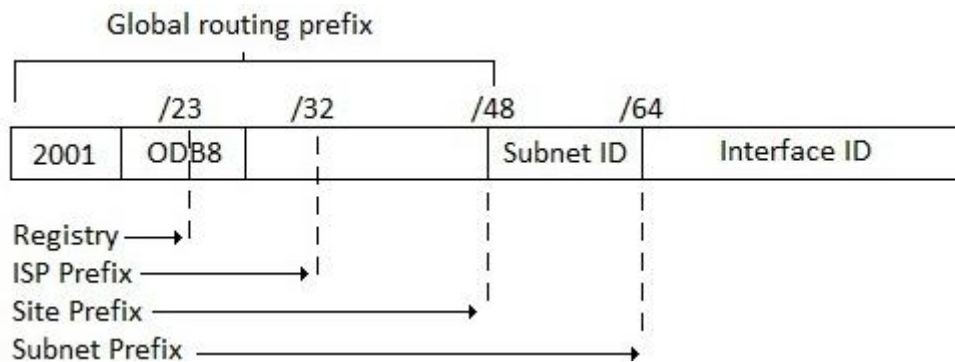 Global routing prefix
/23 /32 /48 /64
2001 ODB8 Subnet ID Interface ID
Registry
ISP Prefix
Site Prefix
Subnet Prefix